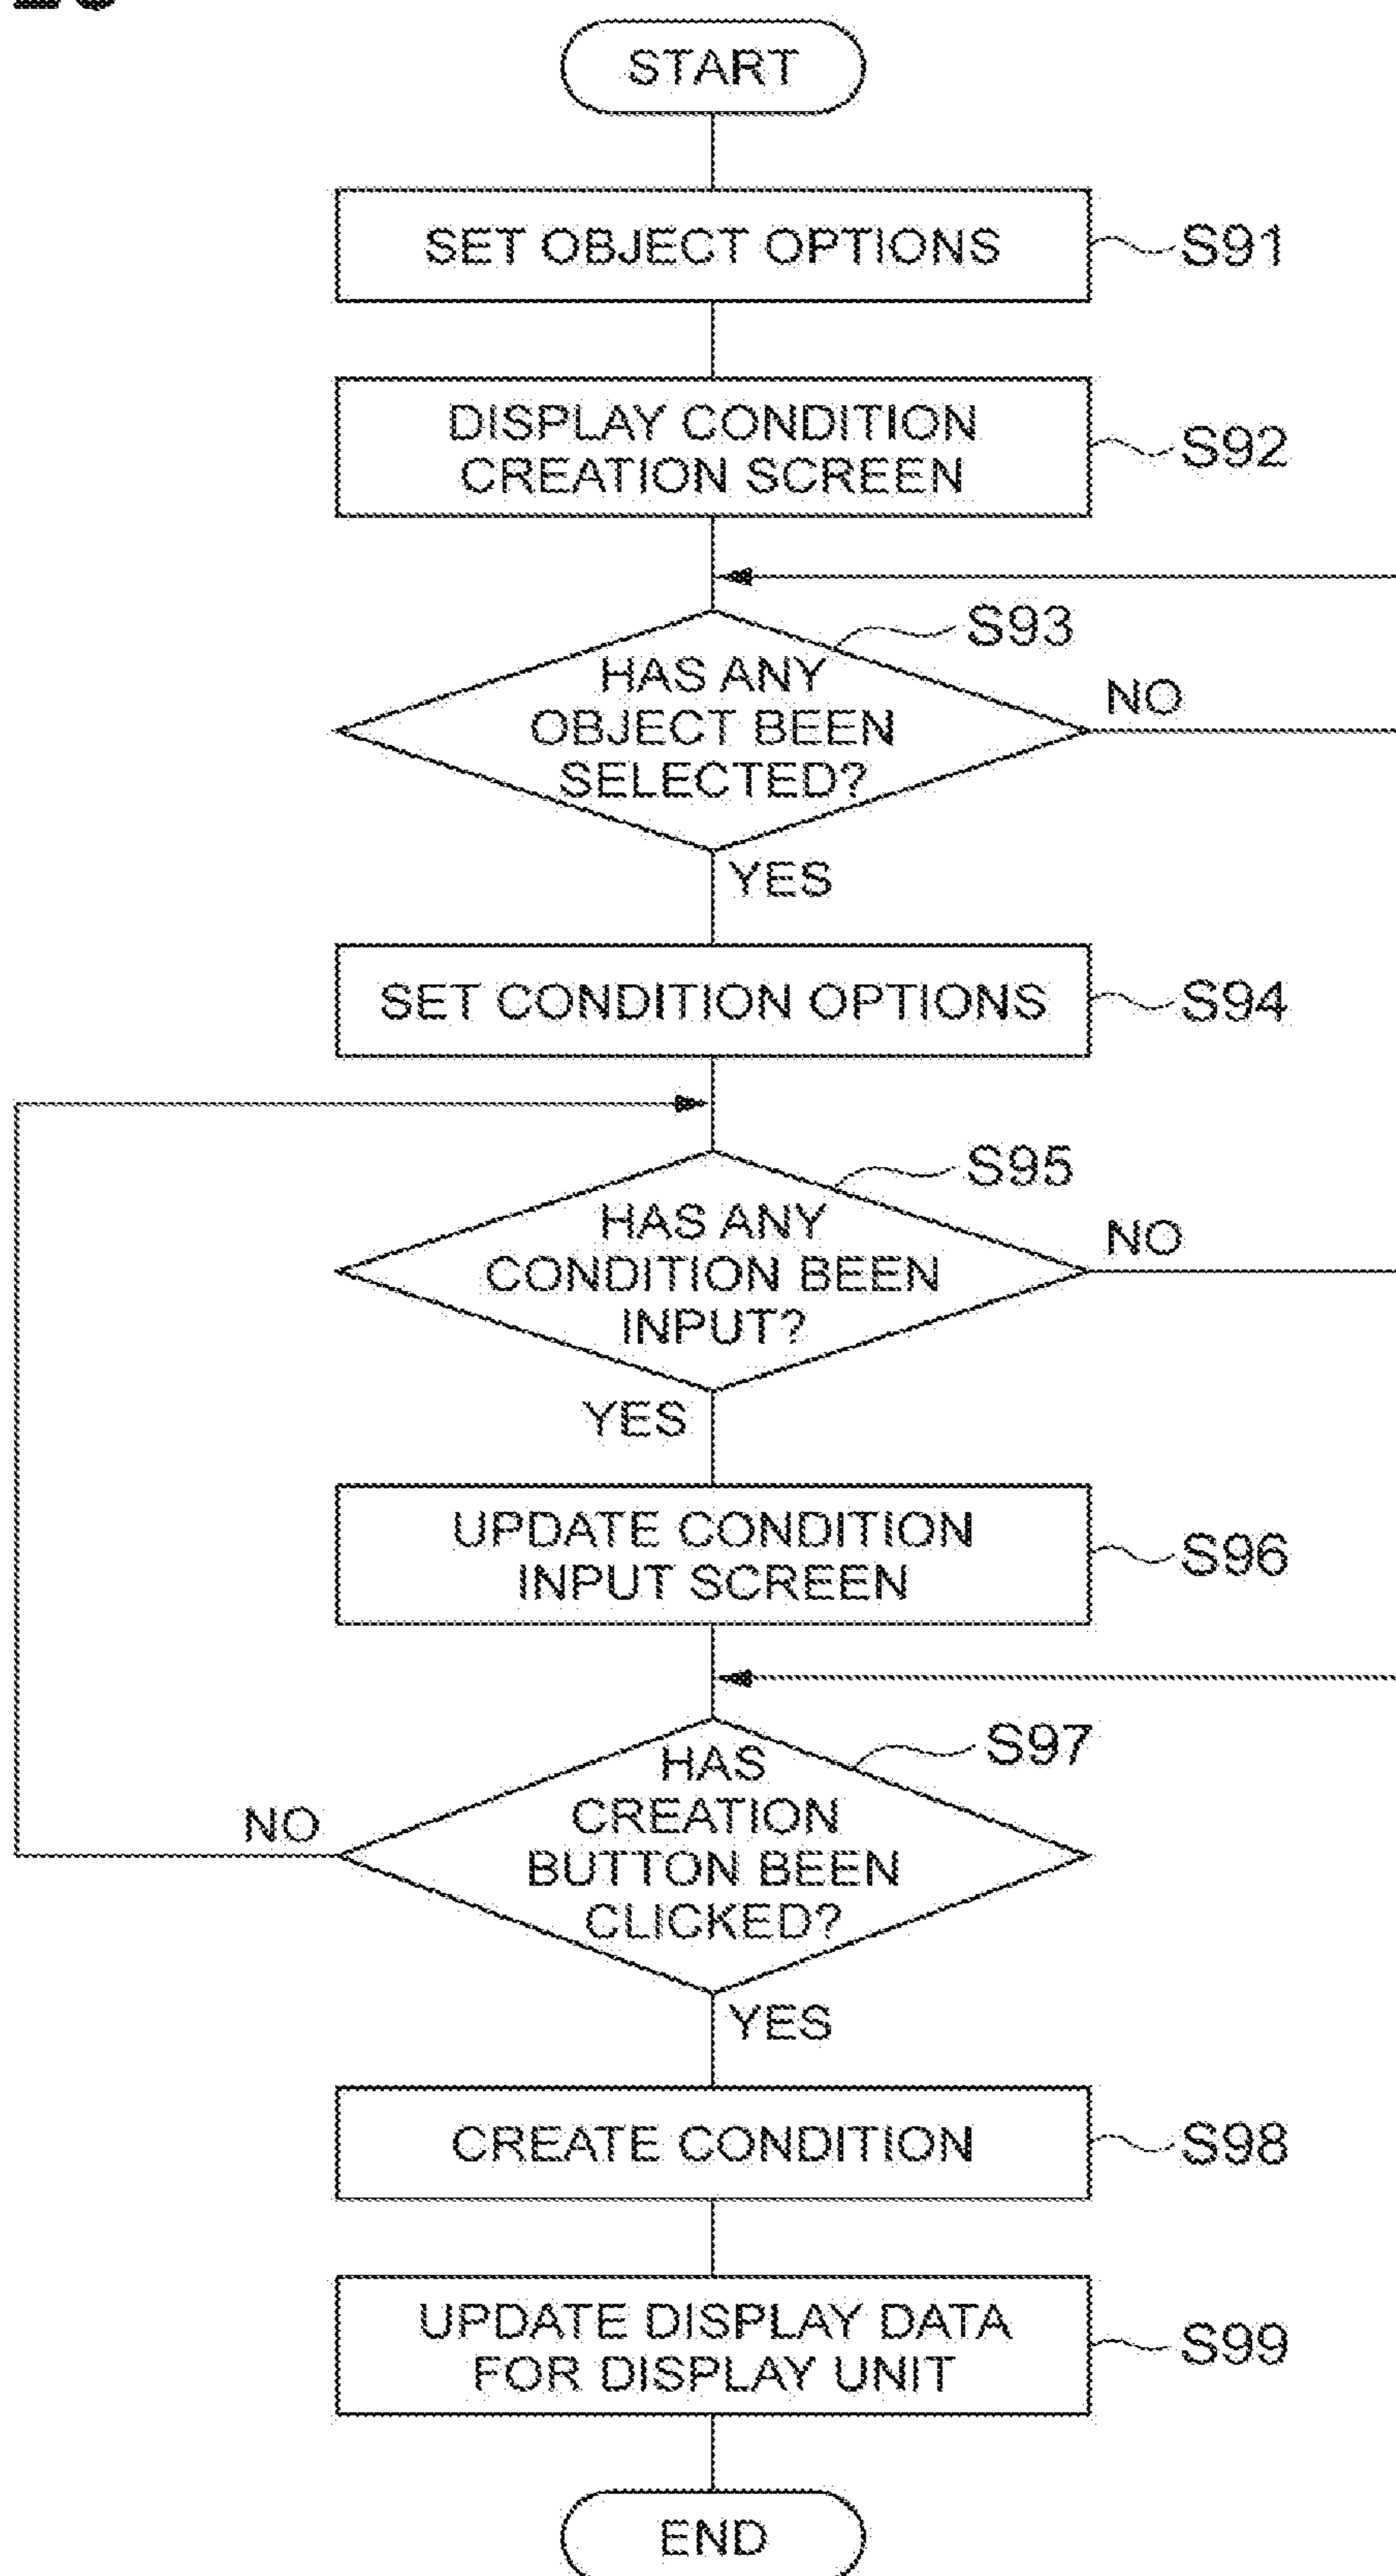 START
SET OBJECT OPTIONS
S91
DISPLAY CONDITION
CREATION SCREEN
S92
S93
HAS ANY
OBJECT BEEN
SELECTED?
NO
YES
SET CONDITION OPTIONS
S94
S95
HAS ANY
CONDITION BEEN
INPUT?
NO
YES
UPDATE CONDITION
INPUT SCREEN
S96
S97
HAS
CREATION
BUTTON BEEN
CLICKED?
NO
YES
CREATE CONDITION
S98
UPDATE DISPLAY DATA
FOR DISPLAY UNIT
S99
END